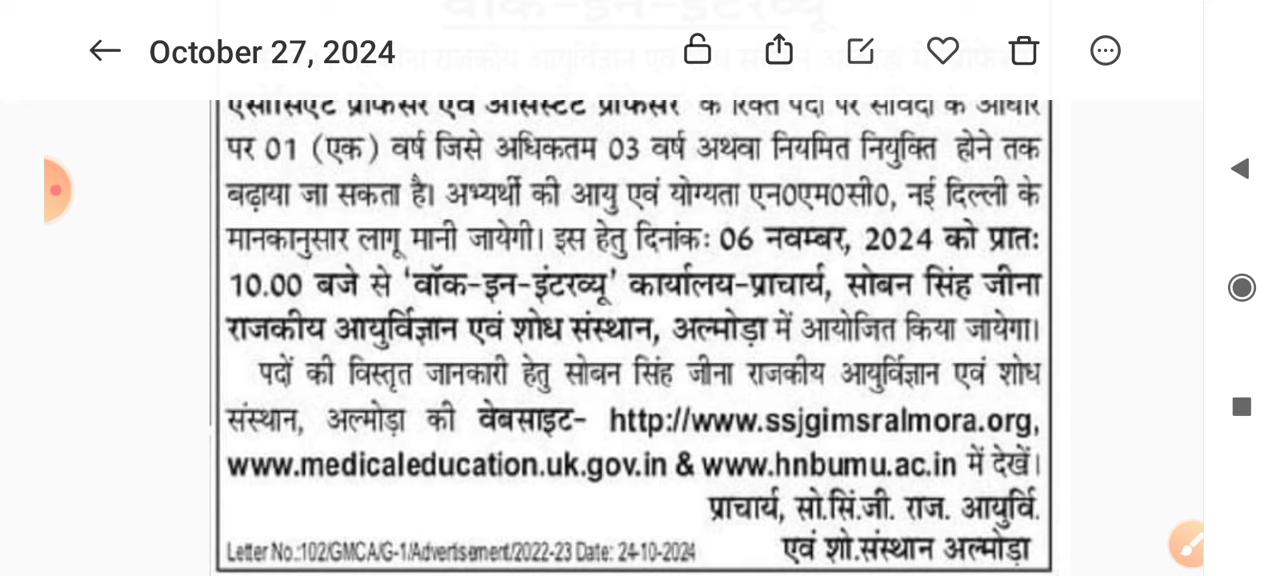 वॉक-इन-इंटरव्यू
October 27, 2024
एसोसिएट प्रोफेसर एवं असिस्टेंट प्रोफेसर के रिक्त पदों पर संविदा के आधार
पर 01 (एक) वर्ष जिसे अधिकतम 03 वर्ष अथवा नियमित नियुक्ति होने तक
बढ़ाया जा सकता है। अभ्यर्थी की आयु एवं योग्यता एन0एम0सी0, नई दिल्ली के
मानकानुसार लागू मानी जायेगी। इस हेतु दिनांकः 06 नवम्बर, 2024 को प्रातः
10.00 बजे से 'वॉक-इन-इंटरव्यू' कार्यालय-प्राचार्य, सोबन सिंह जीना
राजकीय आयुर्विज्ञान एवं शोध संस्थान, अल्मोड़ा में आयोजित किया जायेगा।
पदों की विस्तृत जानकारी हेतु सोबन सिंह जीना राजकीय आयुर्विज्ञान एवं शोध
संस्थान, अल्मोड़ा की वेबसाइट- http://www.ssjgimsralmora.org,
www.medicaleducation.uk.gov.in & www.hnbumu.ac.in में देखें।
प्राचार्य, सो.सिं.जी. राज. आयुर्वि.
Letter No.:102/GMCA/G-1/Advertisement/2022-23 Date: 24-10-2024 एवं शो.संस्थान अल्मोड़ा